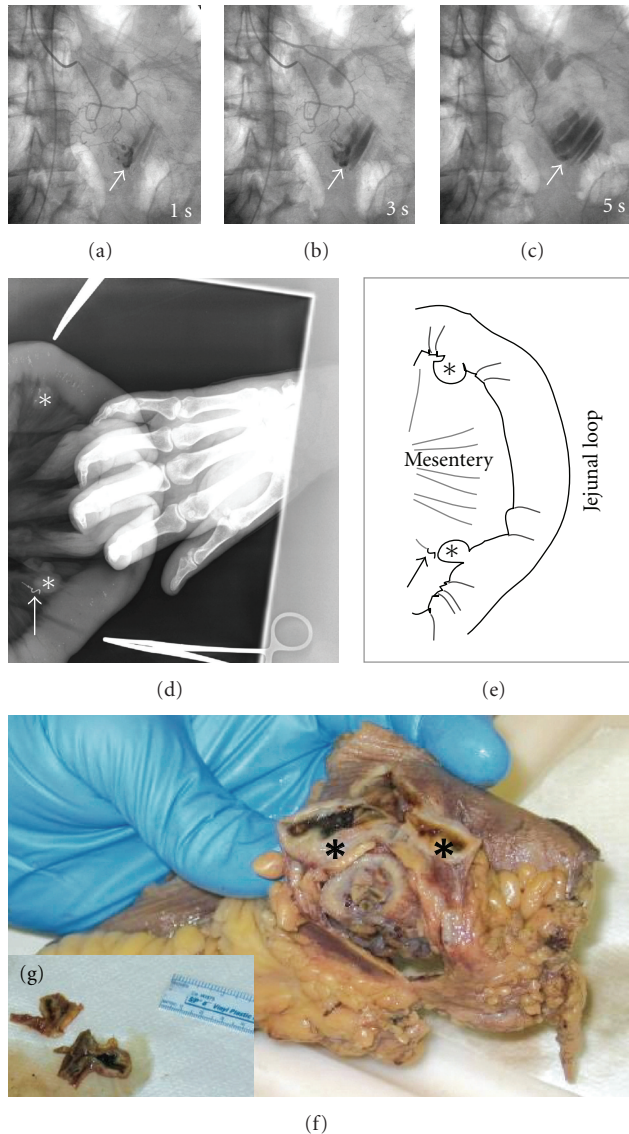 1 s
3 s
5 s
(a)
(b)
(c)
*
*
*
Mesentery
*
Jejunal loop
(d)
(e)
* *
(g)
(f)